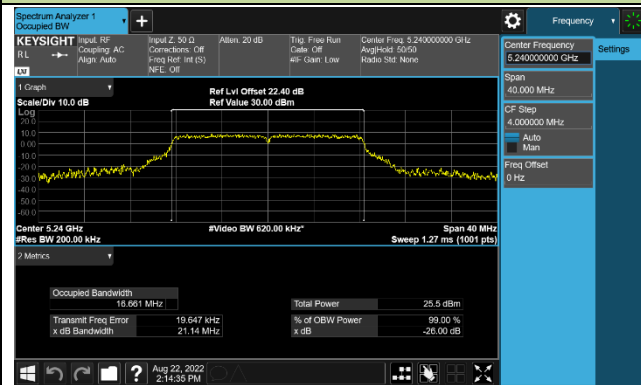 Spectrum Analyzer 1
Occupied BW
Frequency
KEYSIGHT
RL
LXI
Input: RF
Coupling: AC
Align: Auto
Input Z: 50 Ω
Corrections: Off
Freq Ref: Int (S)
NFE: Off
Atten: 20 dB
Trig: Free Run
Gate: Off
#IF Gain: Low
Center Freq: 5.240000000 GHz
Avg|Hold: 50/50
Radio Std: None
1 Graph
Scale/Div 10.0 dB
Ref Lvl Offset 22.40 dB
Ref Value 30.00 dBm
Log
20.0
10.0
0.00
-10.0
-20.0
-30.0
-40.0
-50.0
-60.0
Center 5.24 GHz
#Res BW 200.00 kHz
#Video BW 620.00 kHz*
Span 40 MHz
Sweep 1.27 ms (1001 pts)
2 Metrics
Occupied Bandwidth
16.661 MHz
Total Power 25.5 dBm
Transmit Freq Error 19.647 kHz
% of OBW Power 99.00 %
x dB Bandwidth 21.14 MHz
x dB -26.00 dB
Center Frequency
5.240000000 GHz
Settings
Span
40.000 MHz
CF Step
4.000000 MHz
Auto
Man
Freq Offset
0 Hz
?
Aug 22, 2022
2:14:35 PM